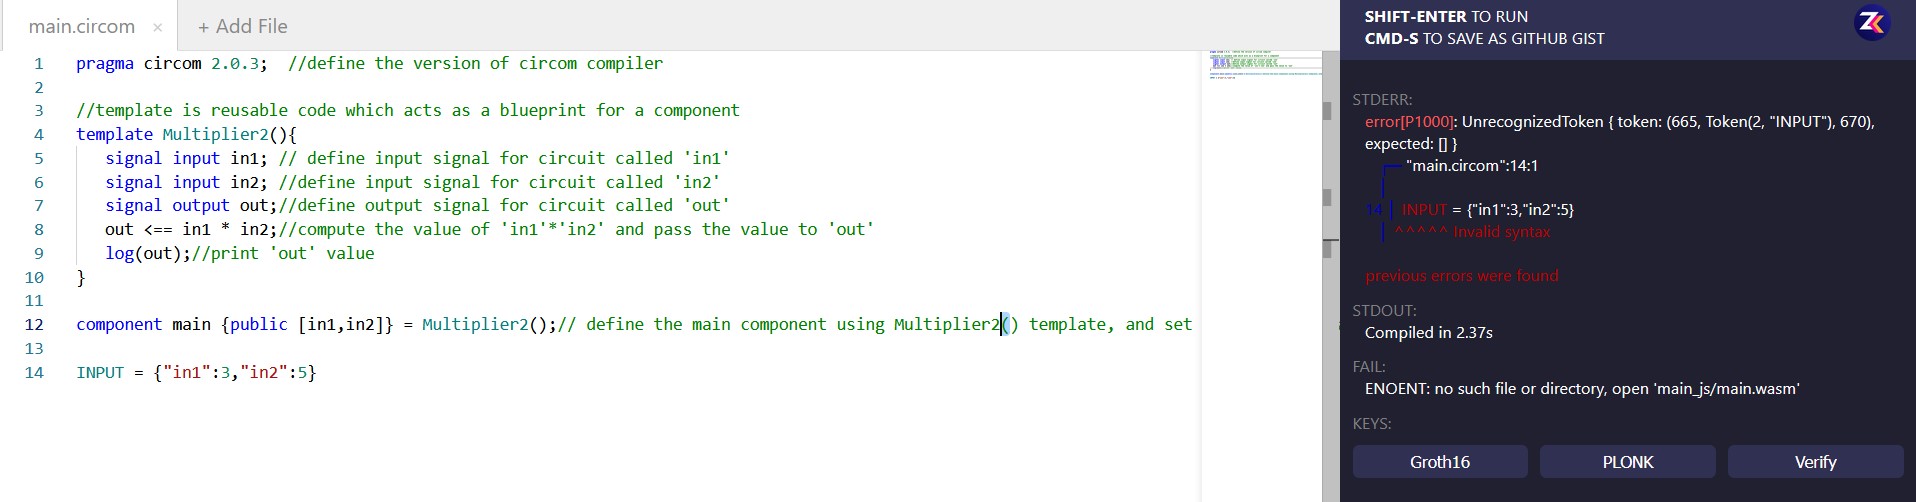 main.circom ×
+ Add File
1 pragma circom 2.0.3; //define the version of circom compiler
2
3 //template is reusable code which acts as a blueprint for a component
4 template Multiplier2(){
5 signal input in1; // define input signal for circuit called 'in1'
6 signal input in2; //define input signal for circuit called 'in2'
7 signal output out;//define output signal for circuit called 'out'
8 out <== in1 * in2;//compute the value of 'in1'*'in2' and pass the value to 'out'
9 log(out);//print 'out' value
10 }
11
12 component main {public [in1,in2]} = Multiplier2();// define the main component using Multiplier2() template, and set
13
14 INPUT = {"in1":3,"in2":5}
SHIFT-ENTER TO RUN
CMD-S TO SAVE AS GITHUB GIST
ZK
STDERR:
error[P1000]: UnrecognizedToken { token: (665, Token(2, "INPUT"), 670),
expected: [] }
"main.circom":14:1
14 | INPUT = {"in1":3,"in2":5}
^^^^^ Invalid syntax
previous errors were found
STDOUT:
Compiled in 2.37s
FAIL:
ENOENT: no such file or directory, open 'main_js/main.wasm'
KEYS:
Groth16
PLONK
Verify